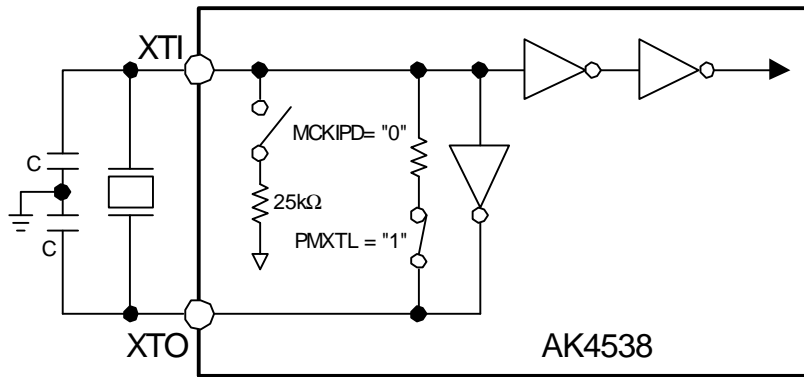 XTI
MCKIPD= "0"
C
25kΩ
PMXTL = "1"
C
XTO
AK4538